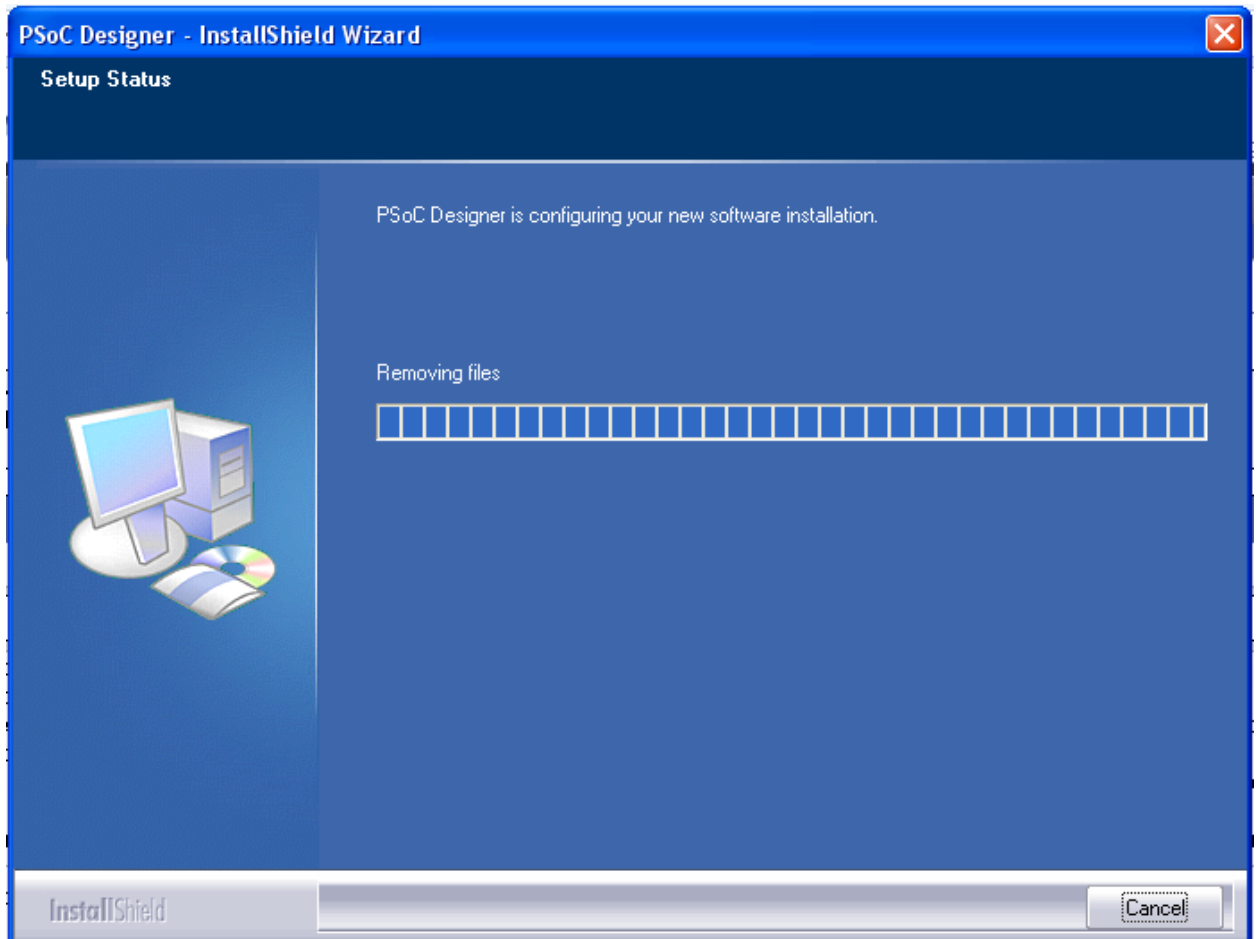 PSoC Designer - InstallShield Wizard
Setup Status
PSoC Designer is configuring your new software installation.
Removing files
InstallShield
Cancel